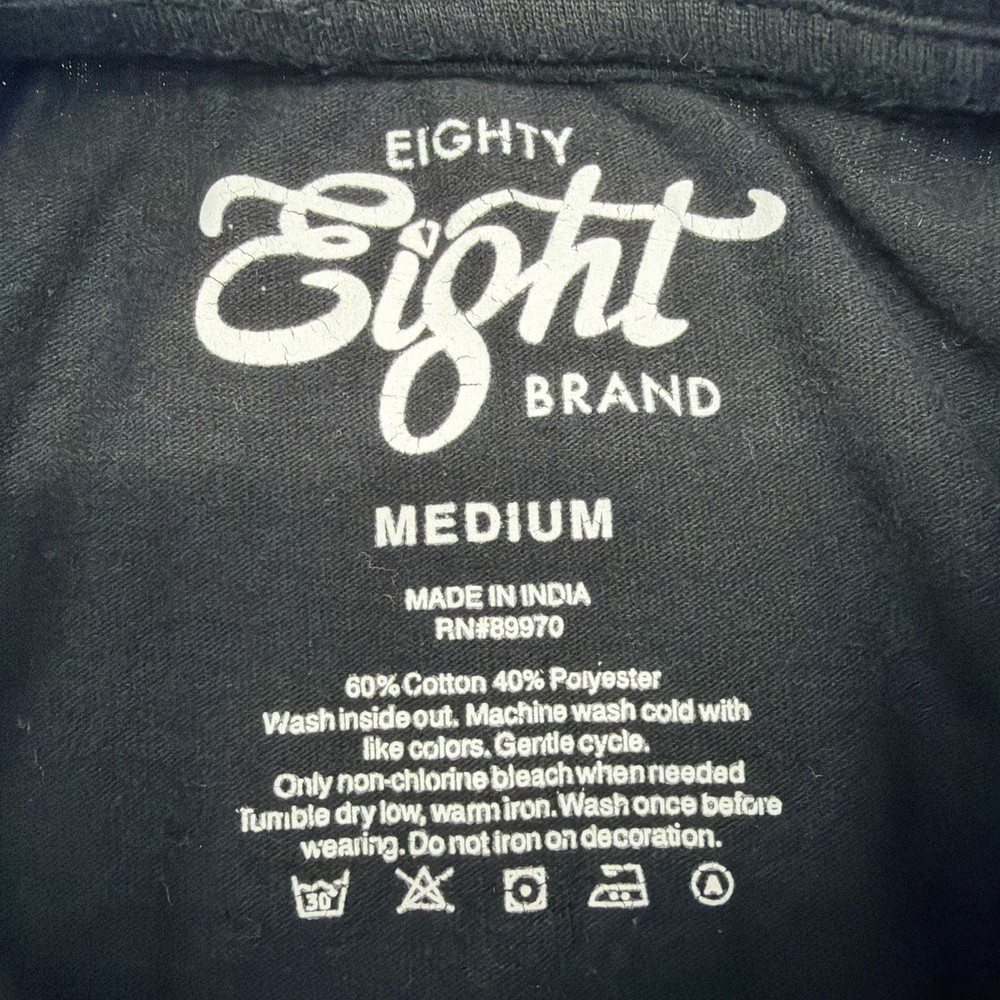 EIGHTY
Eight
BRAND
MEDIUM
MADE IN INDIA
RN#89970
60% Cotton 40% Polyester
Wash inside out. Machine wash cold with
like colors. Gentle cycle.
Only non-chlorine bleach when needed
Tumble dry low, warm iron. Wash once before
wearing. Do not iron on decoration.
30 A